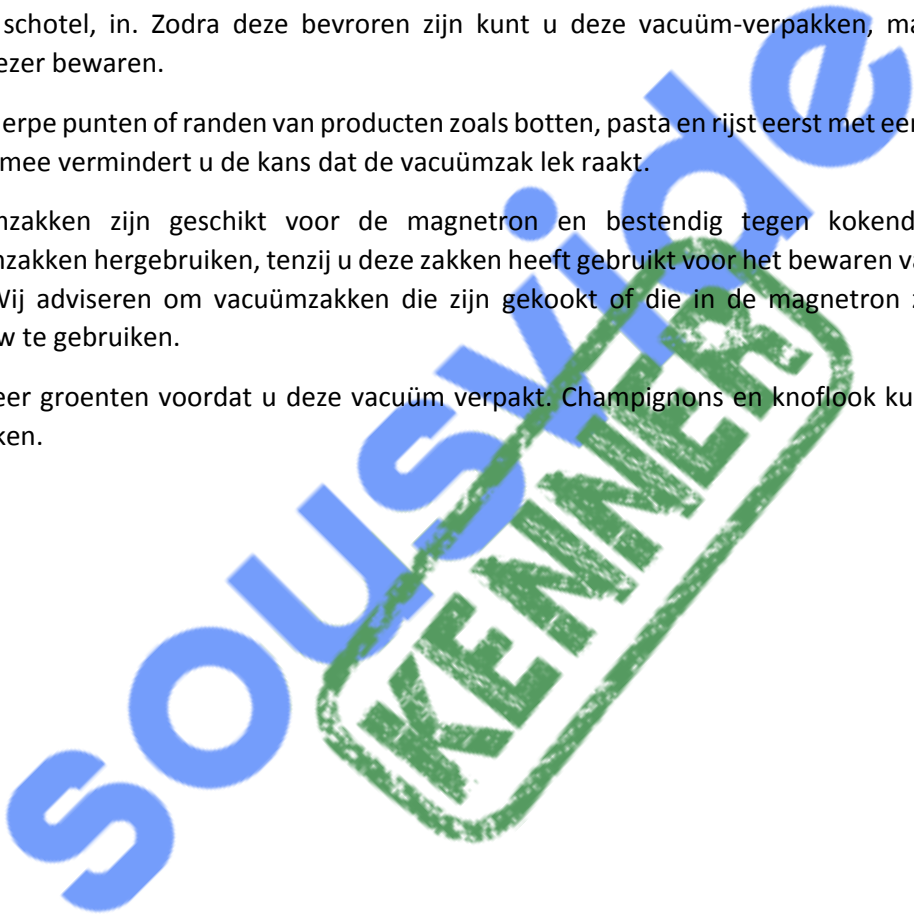 schotel, in. Zodra deze bevroren zijn kunt u deze vacuüm-verpakken, ma
ezer bewaren.
erpe punten of randen van producten zoals botten, pasta en rijst eerst met eer
mee vermindert u de kans dat de vacuümzak lek raakt.
nzakken zijn geschikt voor de magnetron en bestendig tegen kokend
nzakken hergebruiken, tenzij u deze zakken heeft gebruikt voor het bewaren va
Wij adviseren om vacuümzakken die zijn gekookt of die in de magnetron z
w te gebruiken.
eer groenten voordat u deze vacuüm verpakt. Champignons en knoflook ku
ken.
sousvide
KENNER